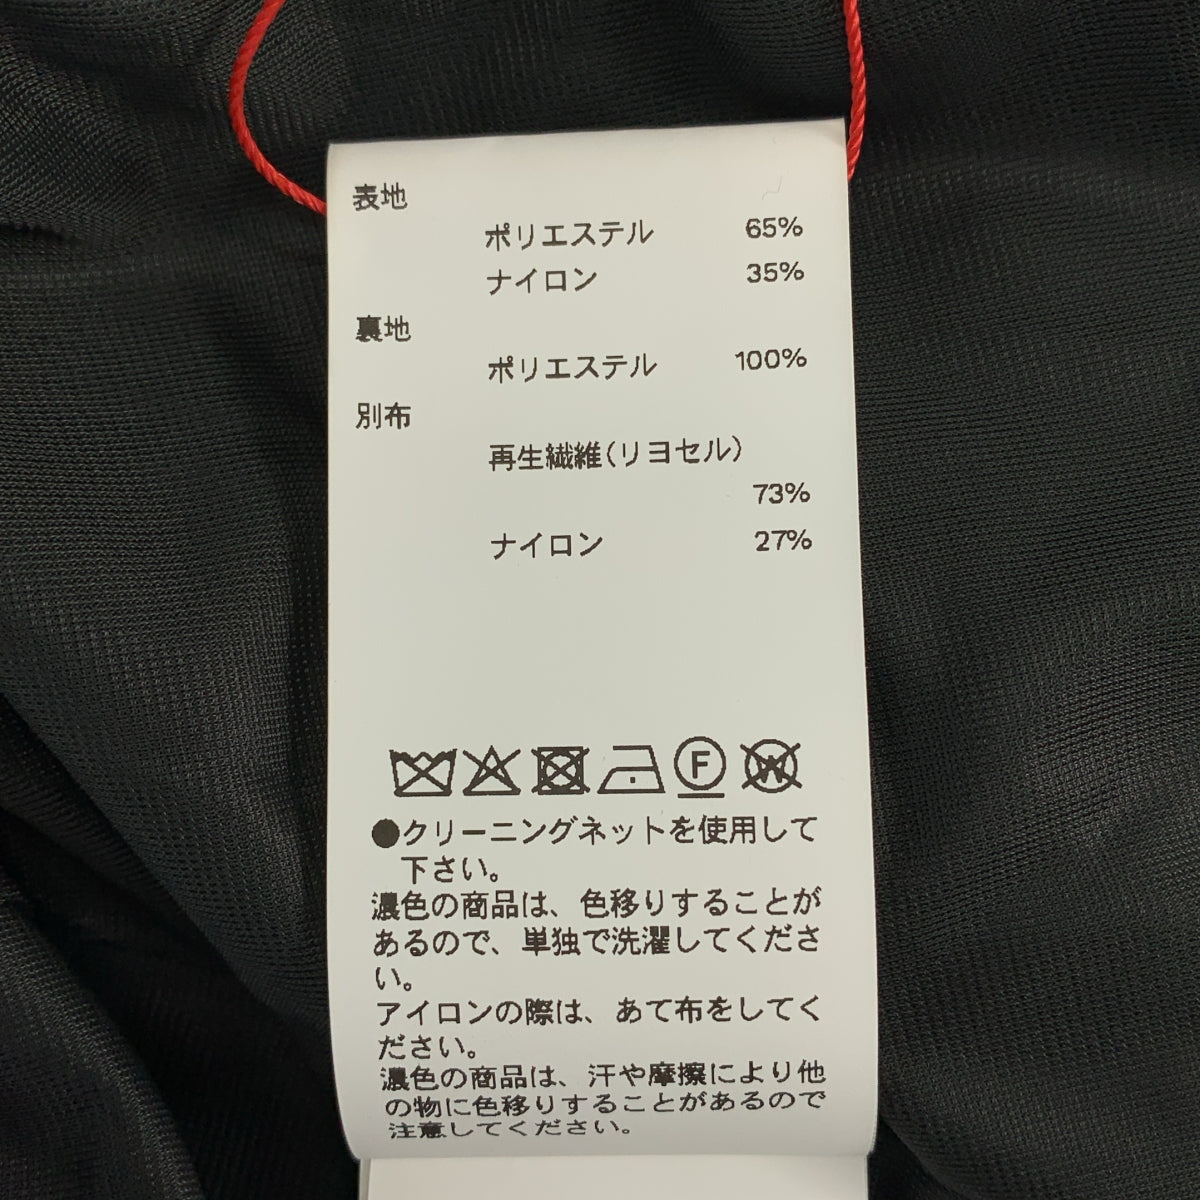 表地
ポリエステル 65%
ナイロン 35%
裏地
ポリエステル 100%
別布
再生繊維(リヨセル)
73%
ナイロン 27%
F W
●クリーニングネットを使用して
下さい。
濃色の商品は、色移りすることが
あるので、単独で洗濯してくださ
い。
アイロンの際は、あて布をしてく
ださい。
濃色の商品は、汗や摩擦により他
の物に色移りすることがあるので
注意してください。